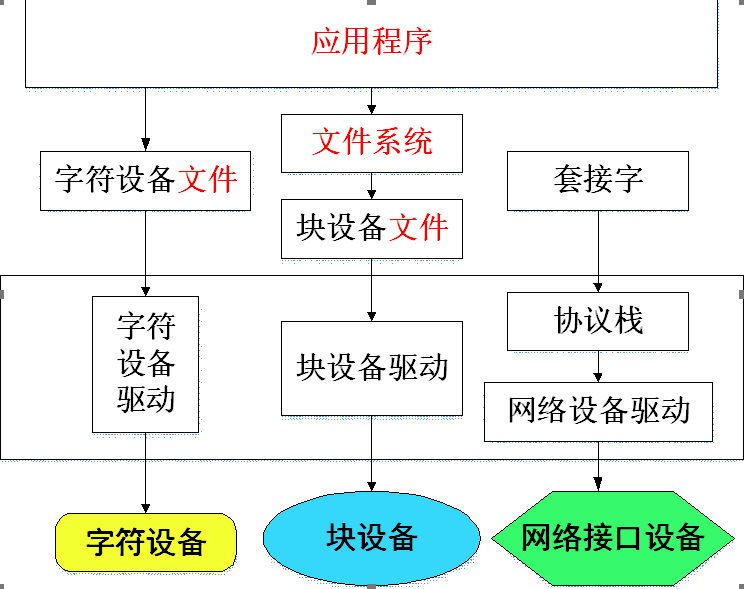 应用程序
文件系统
字符设备文件
套接字
块设备文件
字符
设备
驱动
块设备驱动
协议栈
网络设备驱动
字符设备
块设备
网络接口设备